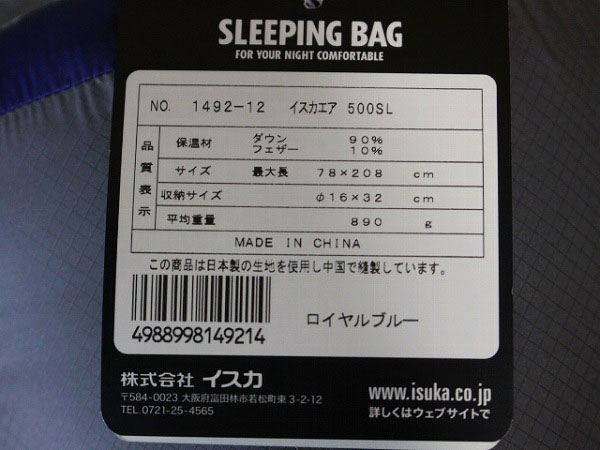 SLEEPING BAG
FOR YOUR NIGHT COMFORTABLE
NO. 1492-12 イスカエア 500SL
品質表示
保温材 ダウン 90%
フェザー 10%
サイズ 最大長 78×208 cm
収納サイズ φ16×32 cm
平均重量 890 g
MADE IN CHINA
この商品は日本製の生地を使用し中国で縫製しています。
4988998149214
ロイヤルブルー
株式会社 イスカ
〒584-0023 大阪府富田林市若松町東3-2-12
TEL.0721-25-4565
www.isuka.co.jp
詳しくはウェブサイトで